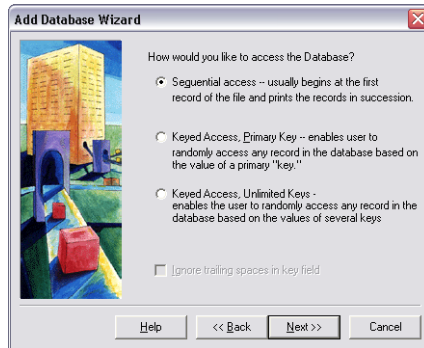 Add Database Wizard
How would you like to access the Database?
Sequential access -- usually begins at the first
record of the file and prints the records in succession.
Keyed Access, Primary Key -- enables user to
randomly access any record in the database based on
the value of a primary "key."
Keyed Access, Unlimited Keys -
enables the user to randomly access any record in the
database based on the values of several keys
Ignore trailing spaces in key field
Help
<< Back
Next >>
Cancel